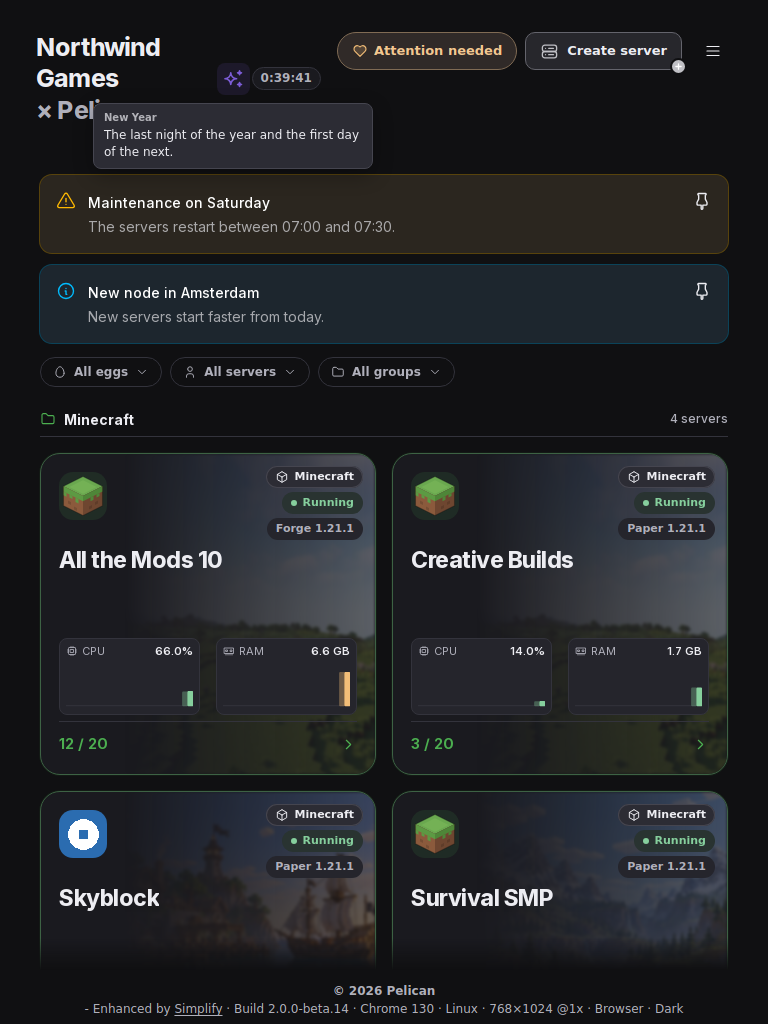 Northwind
Games
× Pel
0:39:41
Attention needed
Create server
New Year
The last night of the year and the first day
of the next.
Maintenance on Saturday
The servers restart between 07:00 and 07:30.
New node in Amsterdam
New servers start faster from today.
All eggs
All servers
All groups
Minecraft
4 servers
Minecraft
Running
Forge 1.21.1
All the Mods 10
CPU 66.0%
RAM 6.6 GB
12 / 20
Minecraft
Running
Paper 1.21.1
Creative Builds
CPU 14.0%
RAM 1.7 GB
3 / 20
Minecraft
Running
Paper 1.21.1
Skyblock
Minecraft
Running
Paper 1.21.1
Survival SMP
© 2026 Pelican
- Enhanced by Simplify · Build 2.0.0-beta.14 · Chrome 130 · Linux · 768×1024 @1x · Browser · Dark